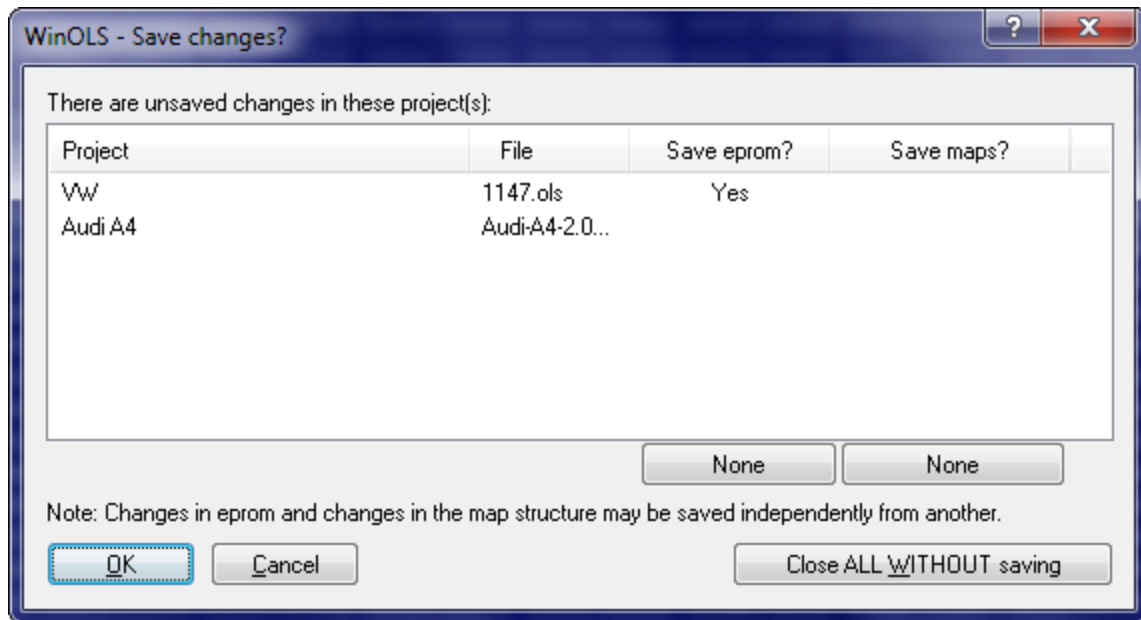 WinOLS - Save changes?
There are unsaved changes in these project(s):
Project File Save eprom? Save maps?
VW 1147.ols Yes
Audi A4 Audi-A4-2.0...
None None
Note: Changes in eprom and changes in the map structure may be saved independently from another.
OK Cancel Close ALL WITHOUT saving